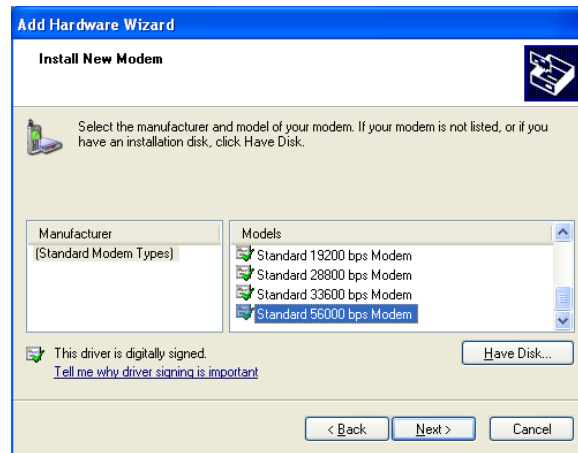 Add Hardware Wizard
Install New Modem
Select the manufacturer and model of your modem. If your modem is not listed, or if you
have an installation disk, click Have Disk.
Manufacturer
(Standard Modem Types)
Models
Standard 19200 bps Modem
Standard 28800 bps Modem
Standard 33600 bps Modem
Standard 56000 bps Modem
This driver is digitally signed.
Tell me why driver signing is important
Have Disk...
< Back
Next >
Cancel